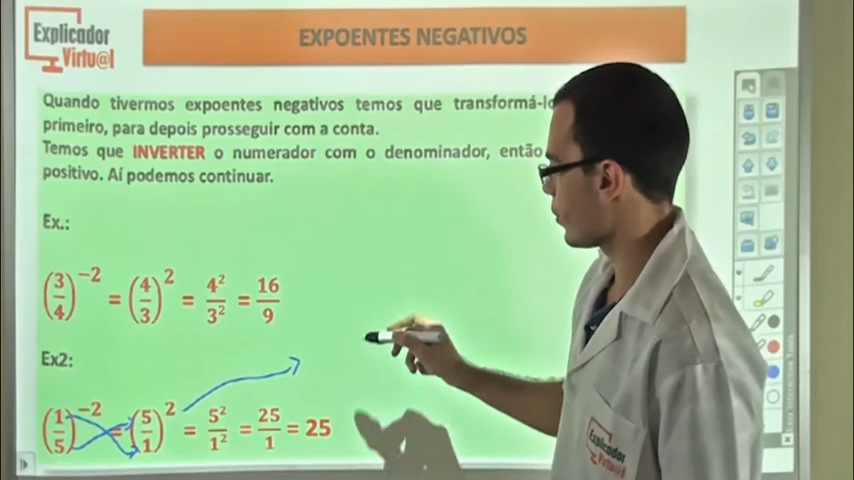 Explicador
Virtu@l
EXPOENTES NEGATIVOS
Quando tivermos expoentes negativos temos que transformá-lo
primeiro, para depois prosseguir com a conta.
Temos que INVERTER o numerador com o denominador, então
positivo. Aí podemos continuar.
Ex.:
(3/4)⁻² = (4/3)² = 4²/3² = 16/9
Ex2:
(1/5)⁻² = (5/1)² = 5²/1² = 25/1 = 25
Explicador
Virtu@l